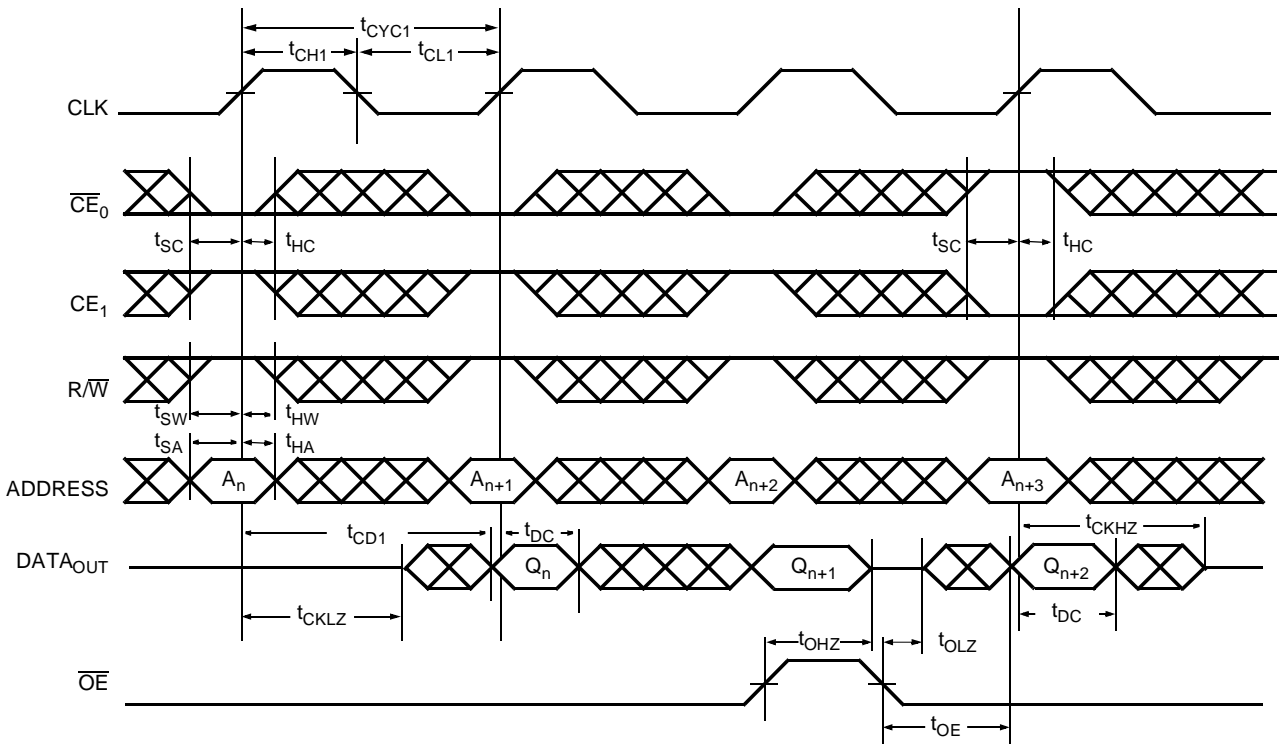 tCYC1
tCH1
tCL1
CLK
CE0
tSC
tHC
tSC
tHC
CE1
R/W
tSW
tHW
tSA
tHA
ADDRESS
An
An+1
An+2
An+3
tCD1
tDC
tCKHZ
DATAOUT
Qn
Qn+1
Qn+2
tCKLZ
tDC
tOHZ
tOLZ
OE
tOE